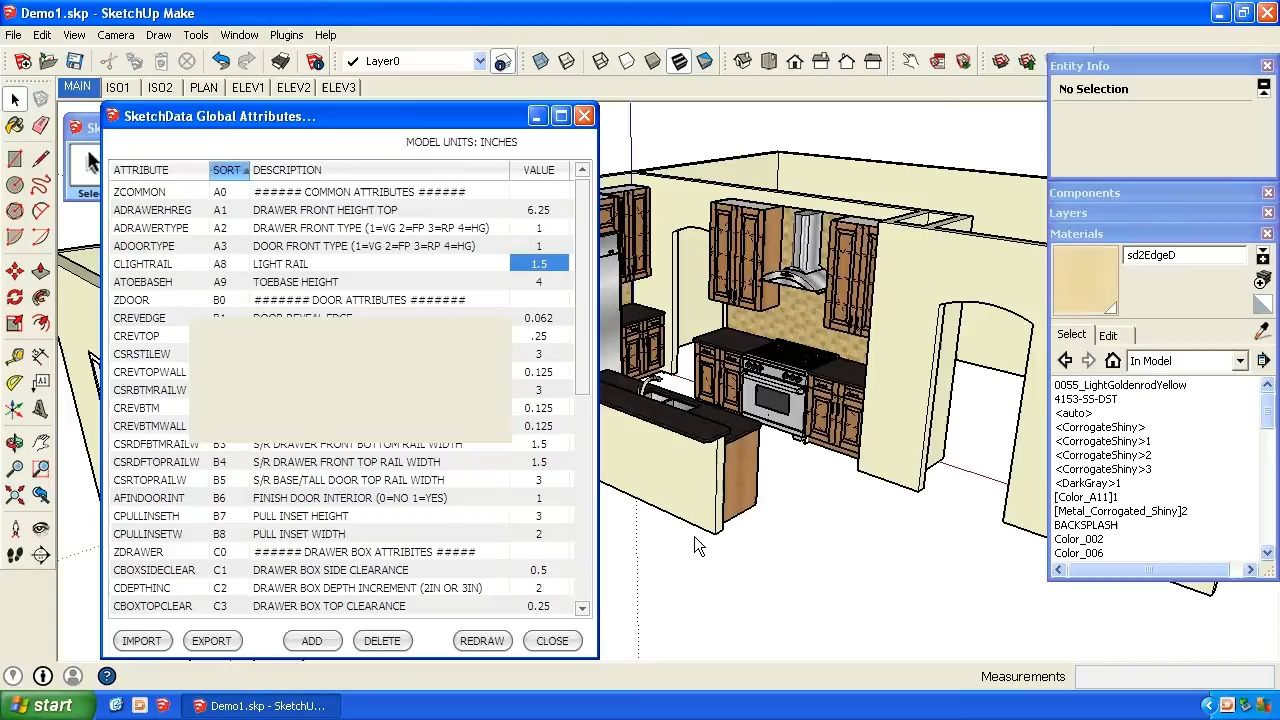 Demo1.skp - SketchUp Make
File Edit View Camera Draw Tools Window Plugins Help
Layer0
MAIN ISO1 ISO2 PLAN ELEV1 ELEV2 ELEV3
SketchData Global Attributes...
MODEL UNITS: INCHES
ATTRIBUTE SORT DESCRIPTION VALUE
ZCOMMON A0 ###### COMMON ATTRIBUTES ######
ADRAWERHREG A1 DRAWER FRONT HEIGHT TOP 6.25
ADRAWERTYPE A2 DRAWER FRONT TYPE (1=VG 2=FP 3=RP 4=HG) 1
ADOORTYPE A3 DOOR FRONT TYPE (1=VG 2=FP 3=RP 4=HG) 1
CLIGHTRAIL A8 LIGHT RAIL 1.5
ATOEBASEH A9 TOEBASE HEIGHT 4
ZDOOR B0 ####### DOOR ATTRIBUTES #######
CREVEDGE B1 DOOR REVEAL EDGE 0.062
CREVTOP .25
CSRSTILEW 3
CREVTOPWALL 0.125
CSRBTMRAILW 3
CREVBTM 0.125
CREVBTMWALL 0.125
CSRDFBTMRAILW B3 S/R DRAWER FRONT BOTTOM RAIL WIDTH 1.5
CSRDFTOPRAILW B4 S/R DRAWER FRONT TOP RAIL WIDTH 1.5
CSRTOPRAILW B5 S/R BASE/TALL DOOR TOP RAIL WIDTH 3
AFINDOORINT B6 FINISH DOOR INTERIOR (0=NO 1=YES) 1
CPULLINSETH B7 PULL INSET HEIGHT 3
CPULLINSETW B8 PULL INSET WIDTH 2
ZDRAWER C0 ###### DRAWER BOX ATTRIBITES #####
CBOXSIDECLEAR C1 DRAWER BOX SIDE CLEARANCE 0.5
CDEPTHINC C2 DRAWER BOX DEPTH INCREMENT (2IN OR 3IN) 2
CBOXTOPCLEAR C3 DRAWER BOX TOP CLEARANCE 0.25
IMPORT EXPORT ADD DELETE REDRAW CLOSE
Sele
Entity Info
No Selection
Components
Layers
Materials
sd2EdgeD
Select Edit
In Model
0055_LightGoldenrodYellow
4153-SS-DST
<auto>
<CorrogateShiny>
<CorrogateShiny>1
<CorrogateShiny>2
<CorrogateShiny>3
<DarkGray>1
[Color_A11]1
[Metal_Corrogated_Shiny]2
BACKSPLASH
Color_002
Color_006
Measurements
start Demo1.skp - SketchU...